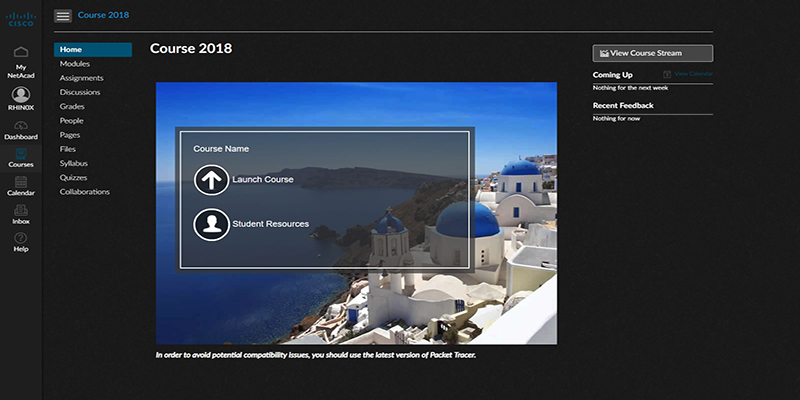 CISCO
My
NetAcad
RHIN0X
Dashboard
Courses
Calendar
Inbox
Help
Course 2018
Home
Modules
Assignments
Discussions
Grades
People
Pages
Files
Syllabus
Quizzes
Collaborations
Course 2018
Course Name
Launch Course
Student Resources
In order to avoid potential compatibility issues, you should use the latest version of Packet Tracer.
View Course Stream
Coming Up
View Calendar
Nothing for the next week
Recent Feedback
Nothing for now